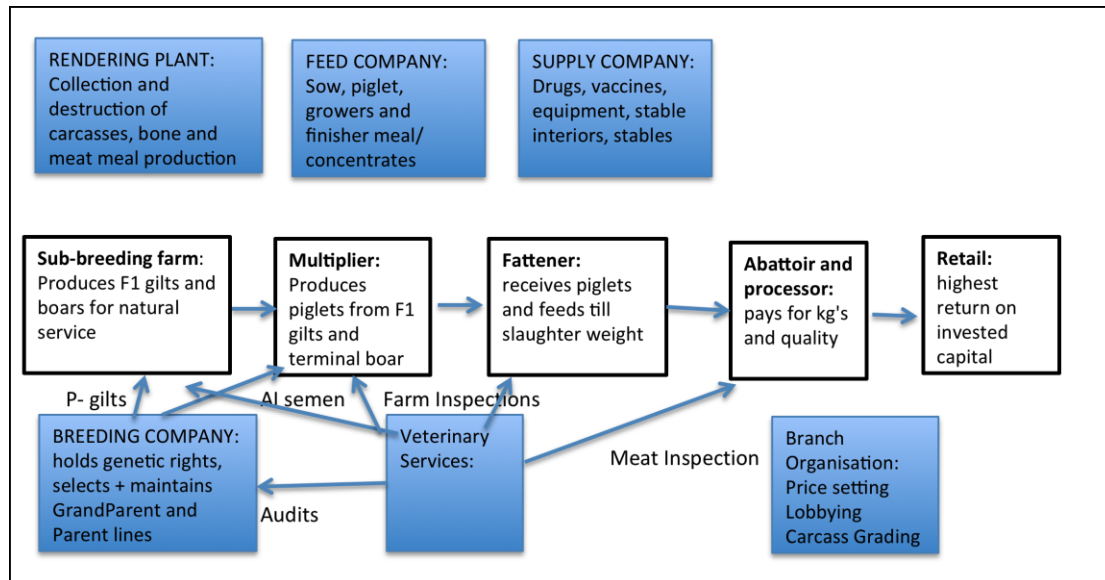 RENDERING PLANT:
Collection and
destruction of
carcasses, bone and
meat meal production
FEED COMPANY:
Sow, piglet,
growers and
finisher meal/
concentrates
SUPPLY COMPANY:
Drugs, vaccines,
equipment, stable
interiors, stables
Sub-breeding farm:
Produces F1 gilts and
boars for natural
service
Multiplier:
Produces
piglets from F1
gilts and
terminal boar
Fattener:
receives piglets
and feeds till
slaughter weight
Abattoir and
processor:
pays for kg's
and quality
Retail:
highest
return on
invested
capital
P- gilts
AI semen
Farm Inspections
BREEDING COMPANY:
holds genetic rights,
selects + maintains
GrandParent and
Parent lines
Audits
Veterinary
Services:
Meat Inspection
Branch
Organisation:
Price setting
Lobbying
Carcass Grading